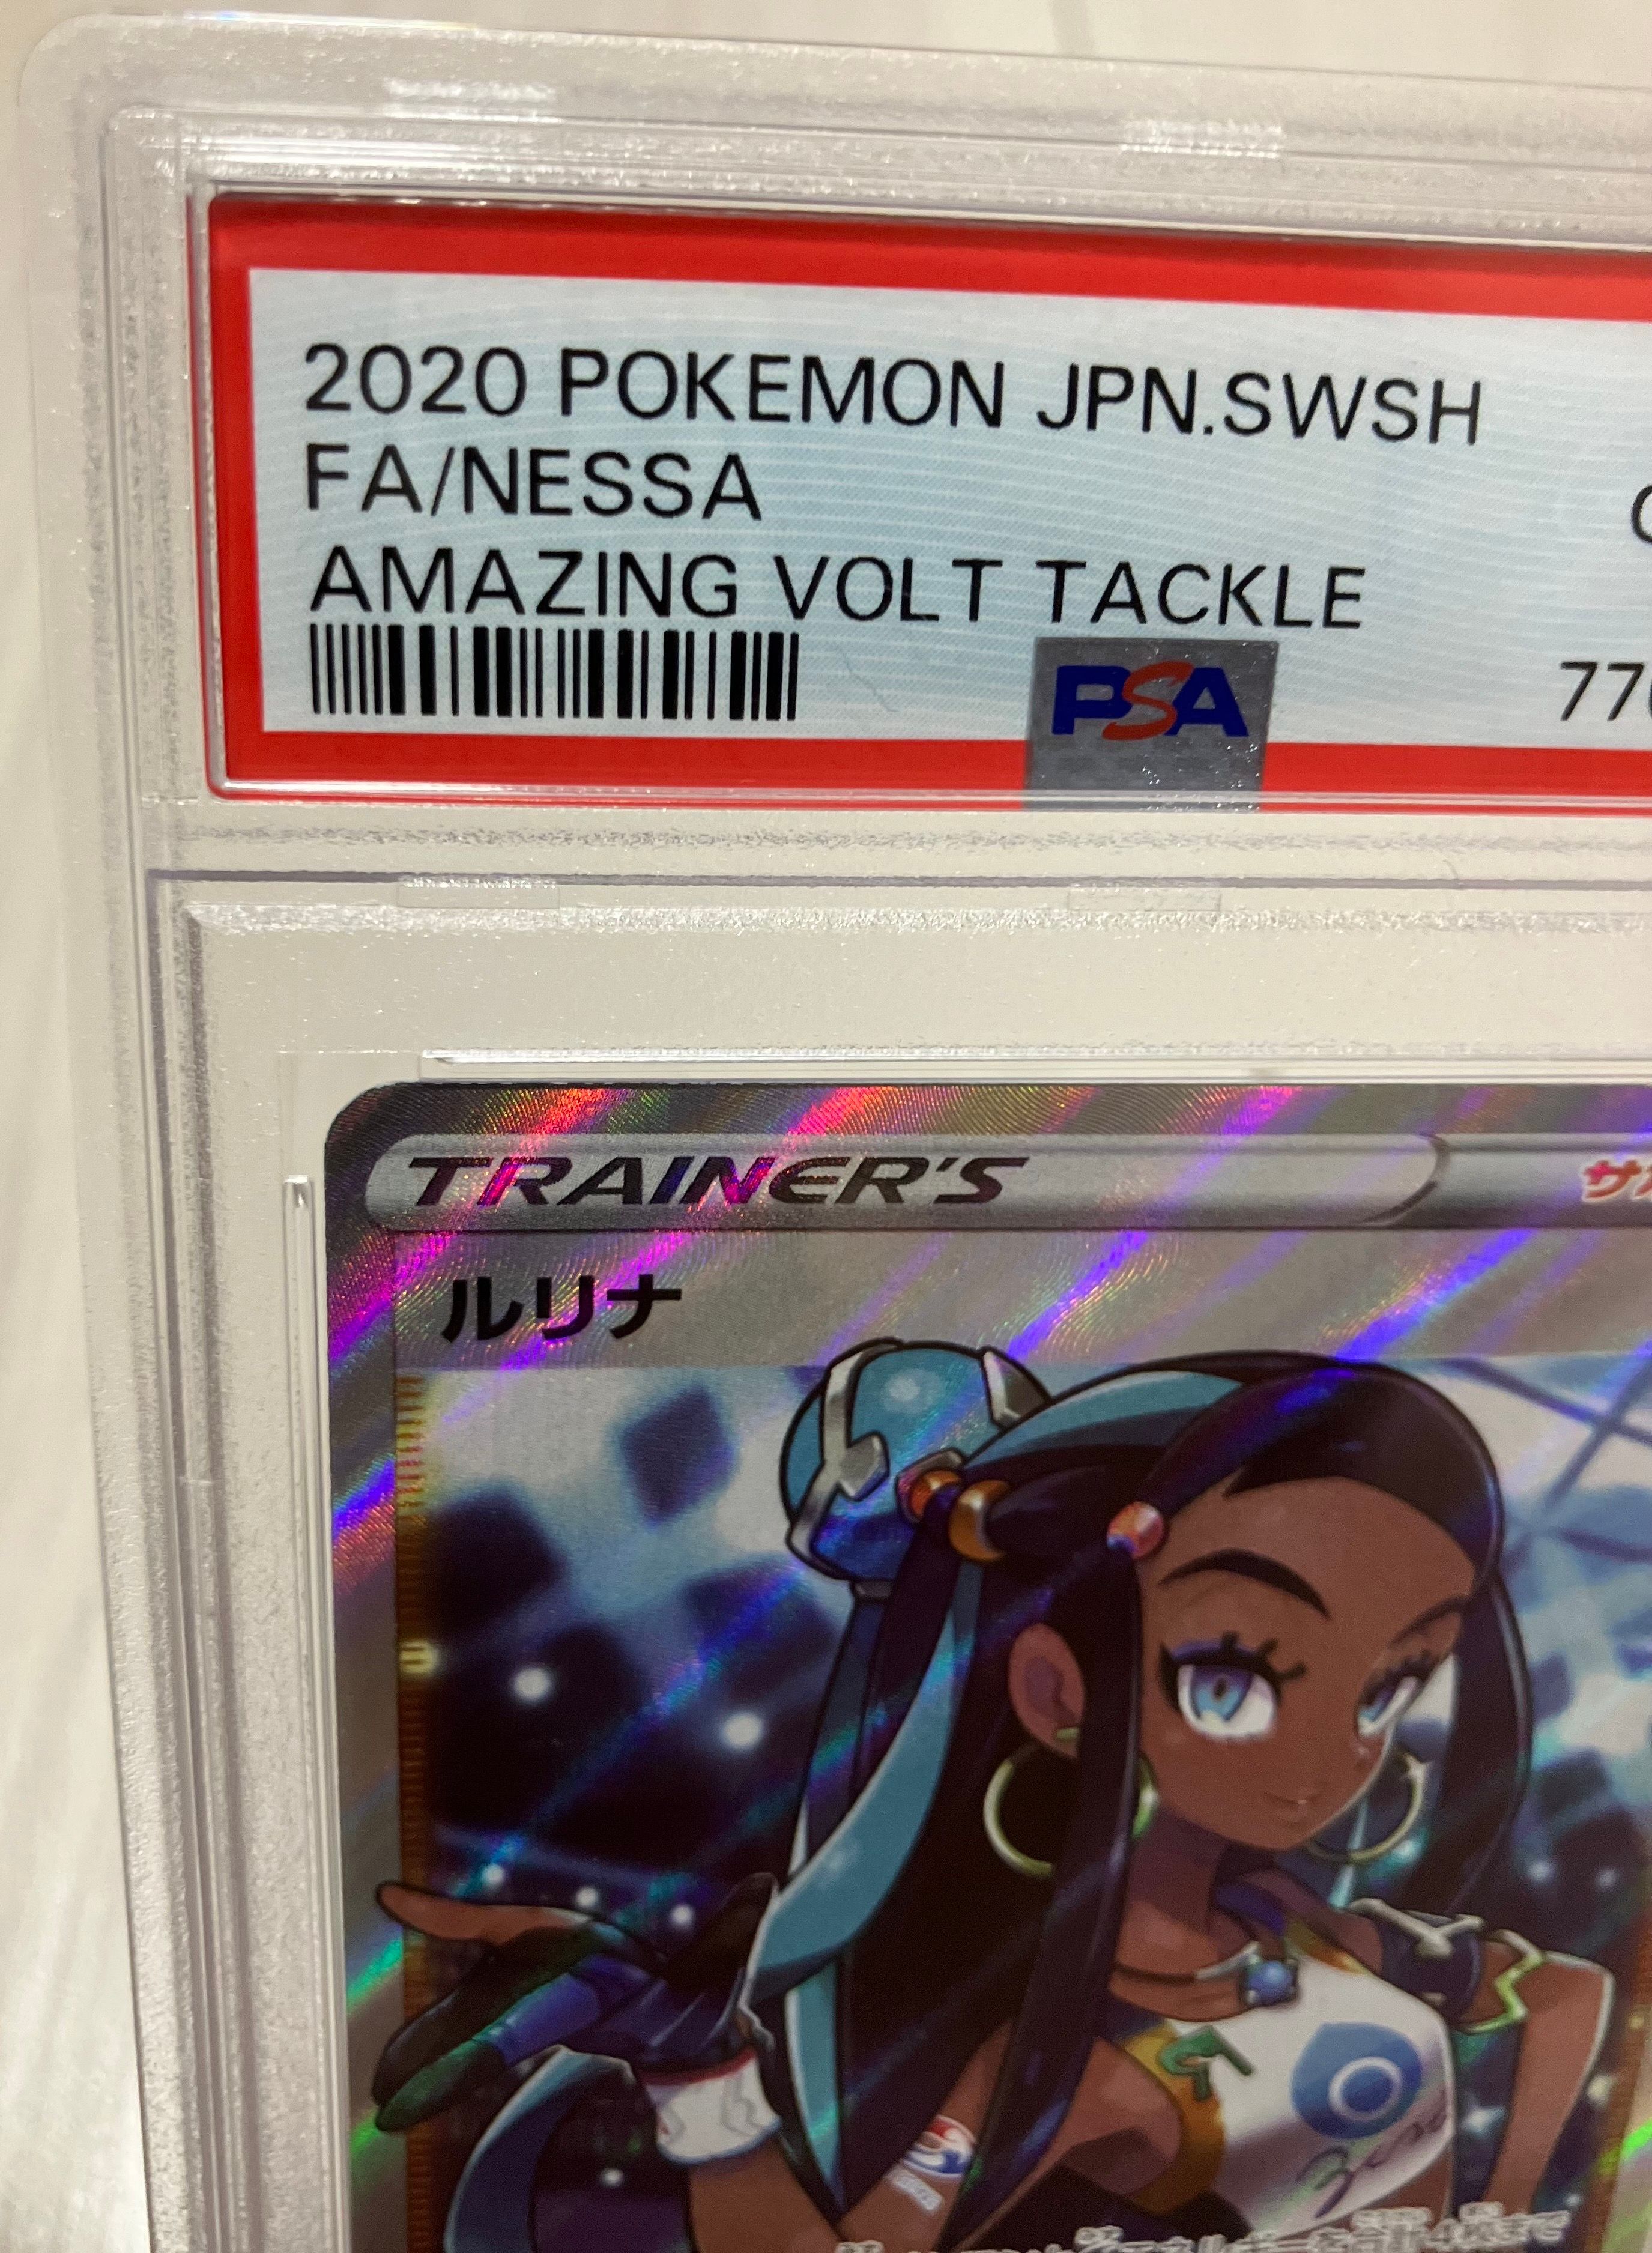 2020 POKEMON JPN.SWSH
FA/NESSA
AMAZING VOLT TACKLE
PSA
TRAINER'S
ルリナ